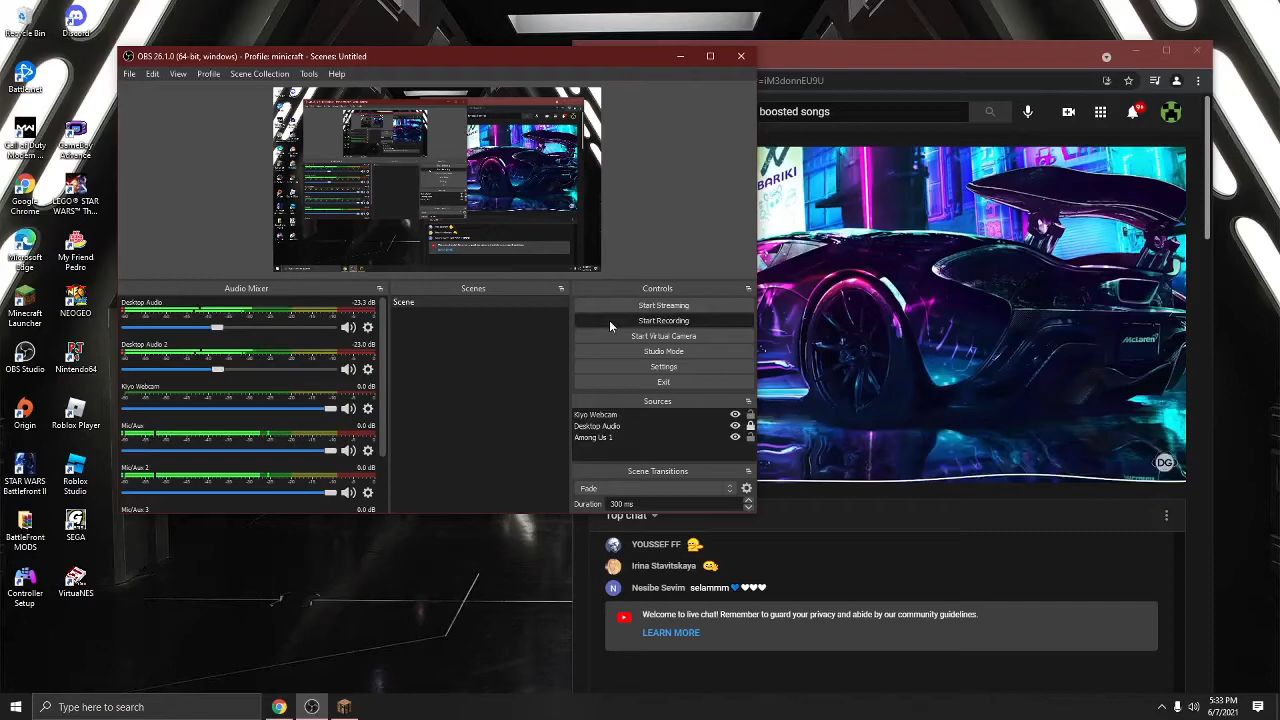 Recycle Bin
Discord
Battle.net
Call of Duty Modern ...
GameBoy Advance
Google Chrome
LEGO® STAR WARS™ Th...
Microsoft Edge
My Friend Pedro
Minecraft Launcher
NEOGEO
OBS Studio
Nintendo64
Origin
Roblox Player
STAR WARS Battlefront II
Roblox Studio
BattleFront MODS
SEGA
Controller Setup
VirtuaNES
OBS 26.1.0 (64-bit, windows) - Profile: minicraft - Scenes: Untitled
File Edit View Profile Scene Collection Tools Help
Audio Mixer
Desktop Audio -23.3 dB
Desktop Audio 2 -23.0 dB
Kiyo Webcam 0.0 dB
Mic/Aux 0.0 dB
Mic/Aux 2 0.0 dB
Mic/Aux 3 0.0 dB
Scenes
Scene
Controls
Start Streaming
Start Recording
Start Virtual Camera
Studio Mode
Settings
Exit
Sources
Kiyo Webcam
Desktop Audio
Among Us 1
Scene Transitions
Fade
Duration 300 ms
=iM3donnEU9U
boosted songs
9+
BARIKI
McLaren
DG
Top chat
YOUSSEF FF
Irina Stavitskaya
N Nesibe Sevim selammm💙🤍🤍🤍
Welcome to live chat! Remember to guard your privacy and abide by our community guidelines.
LEARN MORE
Type here to search
5:33 PM
6/7/2021